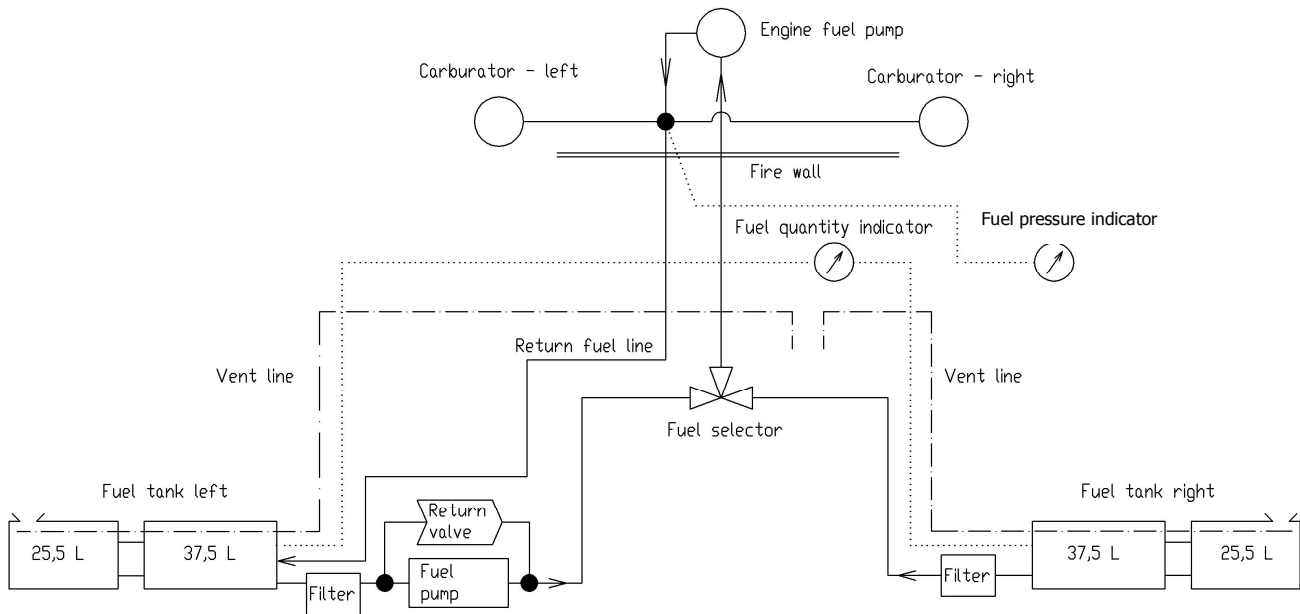 Engine fuel pump
Carburator - left
Carburator - right
Fire wall
Fuel quantity indicator
Fuel pressure indicator
Return fuel line
Vent line
Vent line
Fuel selector
Fuel tank left
Fuel tank right
Return
valve
25,5 L
37,5 L
37,5 L
25,5 L
Fuel
pump
Filter
Filter